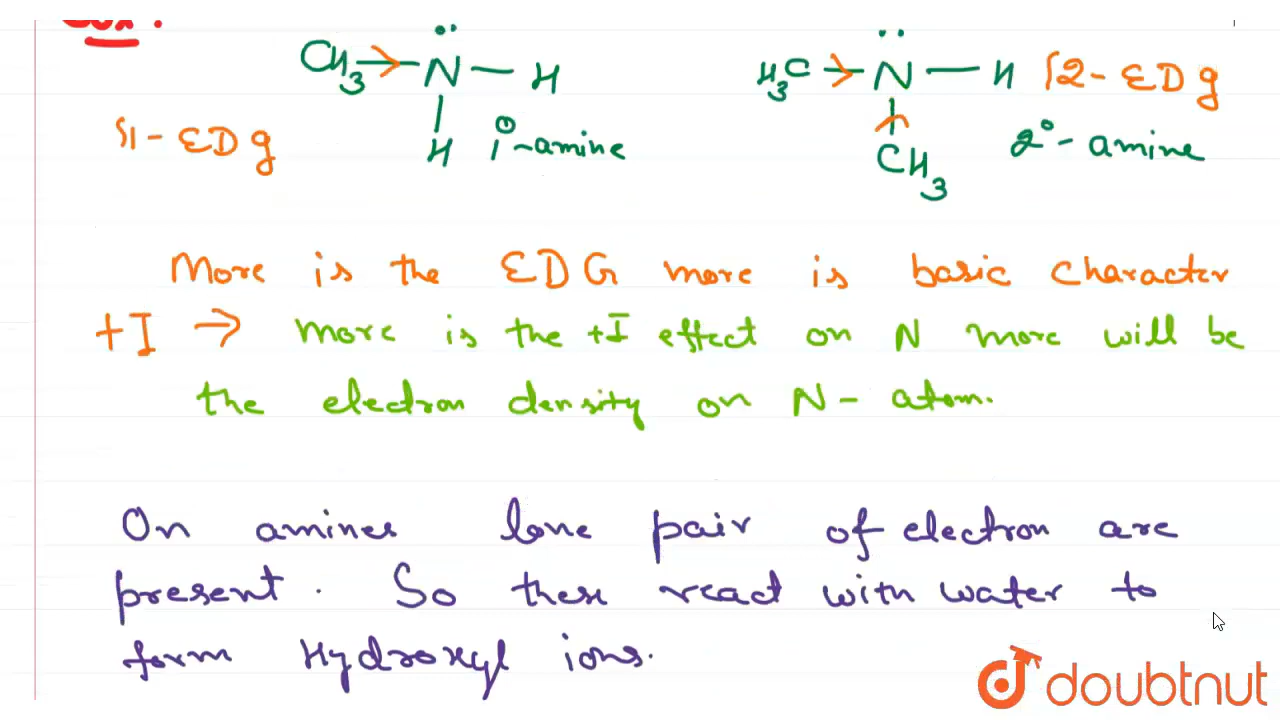 CH3 N H H3C N H {2-EDg
{1-EDg H 1°-amine CH3 2°-amine
More is the EDG more is basic character
+I → more is the +I effect on N more will be
the electron density on N-atom.
On amines lone pair of electron are
present. So these react with water to
form Hydroxyl ions.
doubtnut